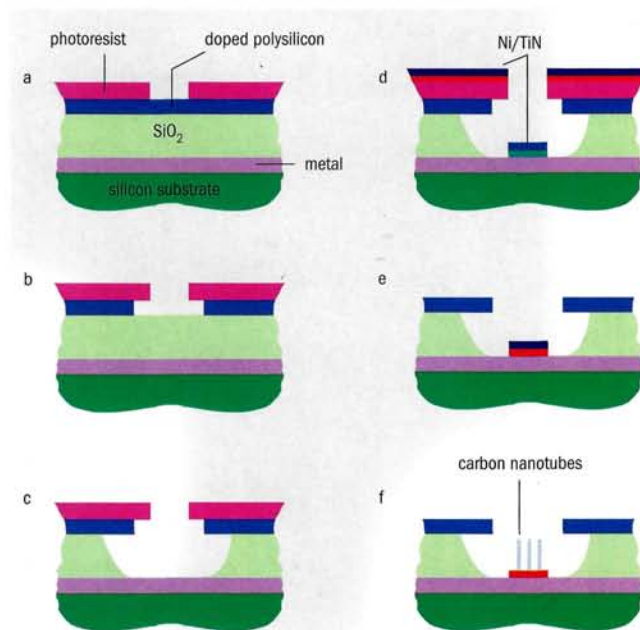 photoresist
doped polysilicon
a
SiO₂
metal
silicon substrate
b
c
Ni/TiN
d
e
carbon nanotubes
f